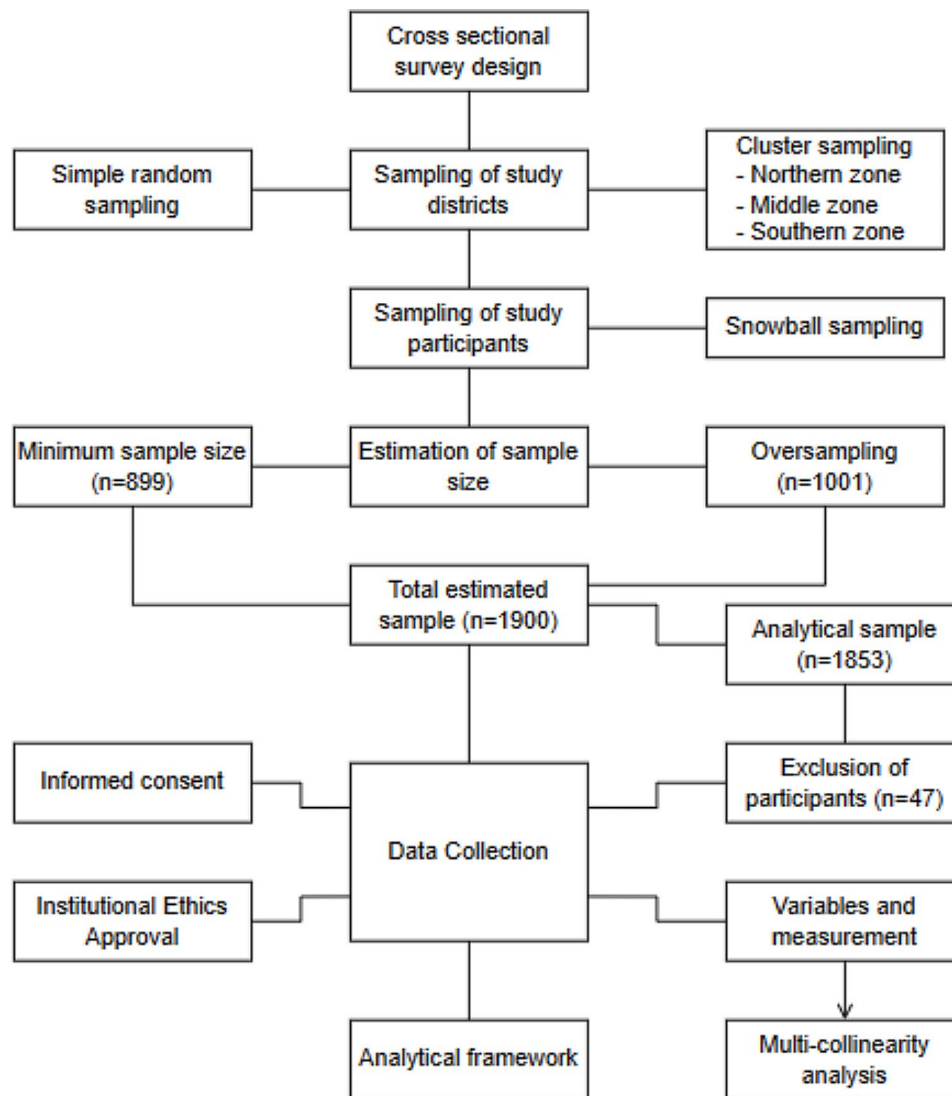 Cross sectional
survey design
Simple random
sampling
Sampling of study
districts
Cluster sampling
- Northern zone
- Middle zone
- Southern zone
Sampling of study
participants
Snowball sampling
Minimum sample size
(n=899)
Estimation of sample
size
Oversampling
(n=1001)
Total estimated
sample (n=1900)
Analytical sample
(n=1853)
Informed consent
Data Collection
Exclusion of
participants (n=47)
Institutional Ethics
Approval
Variables and
measurement
Analytical framework
Multi-collinearity
analysis